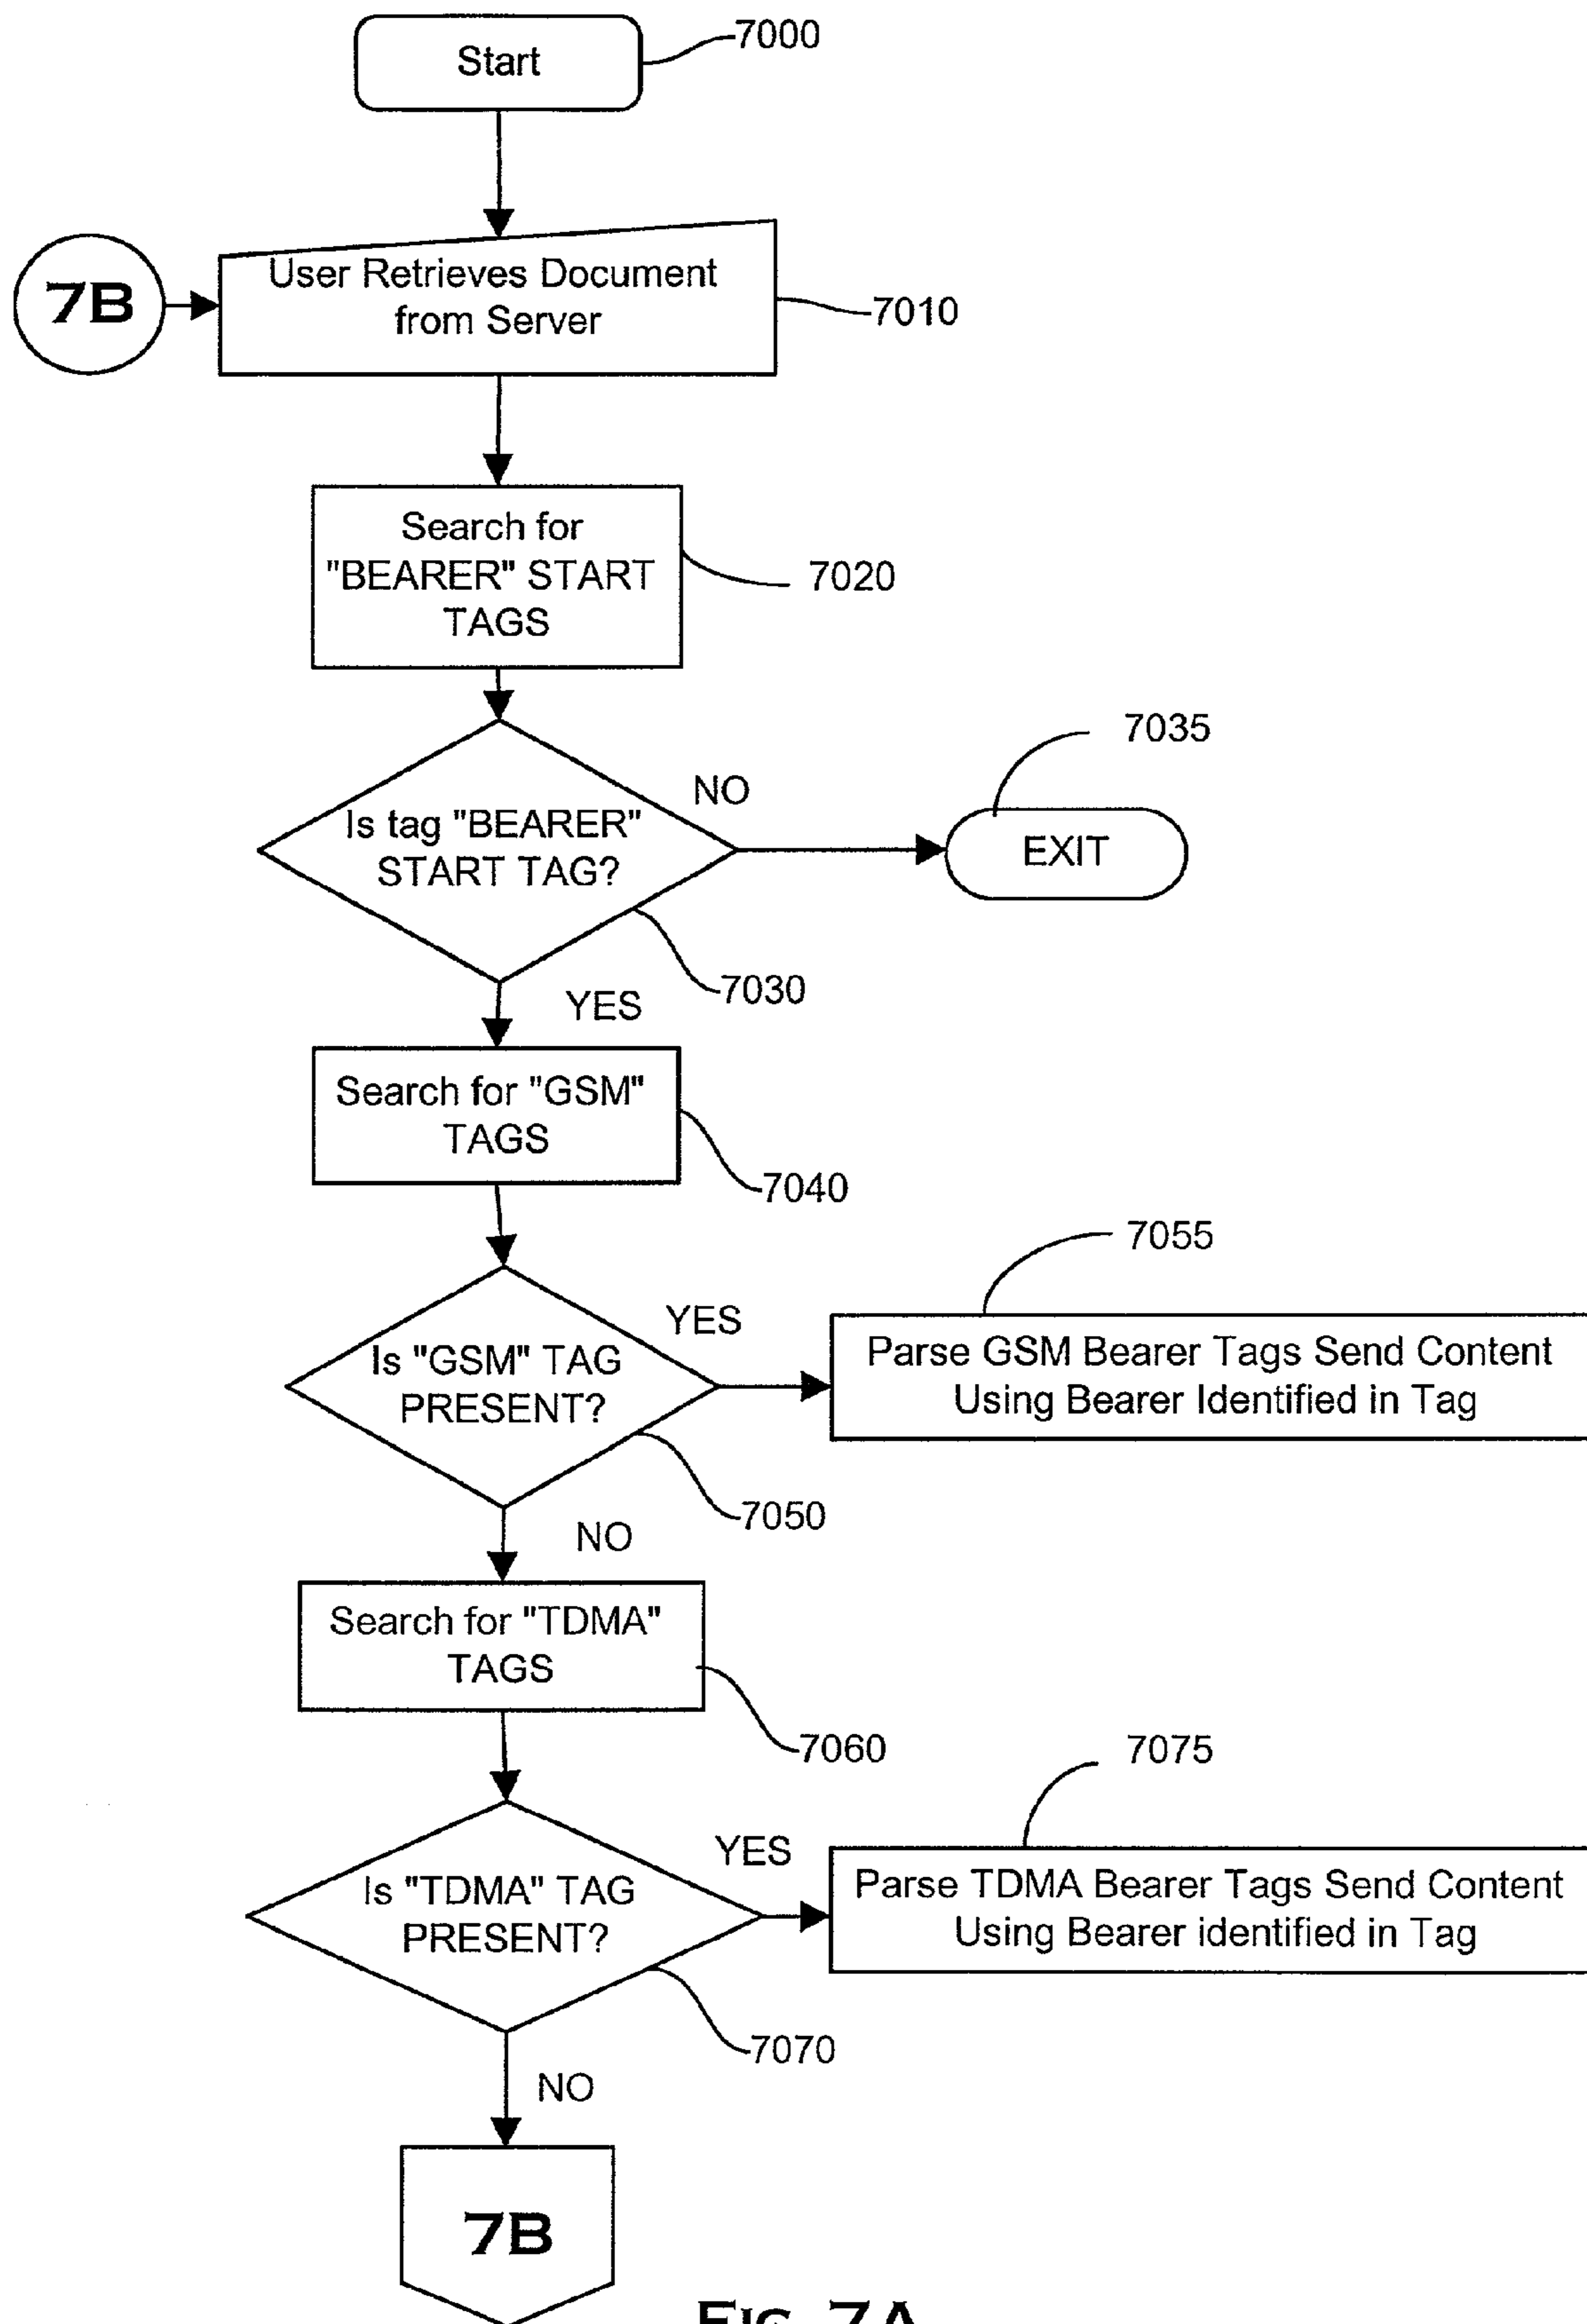 Start
7000
7B
User Retrieves Document
from Server
7010
Search for
"BEARER" START
TAGS
7020
Is tag "BEARER"
START TAG?
NO
7035
EXIT
7030
YES
Search for "GSM"
TAGS
7040
Is "GSM" TAG
PRESENT?
YES
7055
Parse GSM Bearer Tags Send Content
Using Bearer Identified in Tag
7050
NO
Search for "TDMA"
TAGS
7060
Is "TDMA" TAG
PRESENT?
YES
7075
Parse TDMA Bearer Tags Send Content
Using Bearer identified in Tag
7070
NO
7B
FIG. 7A